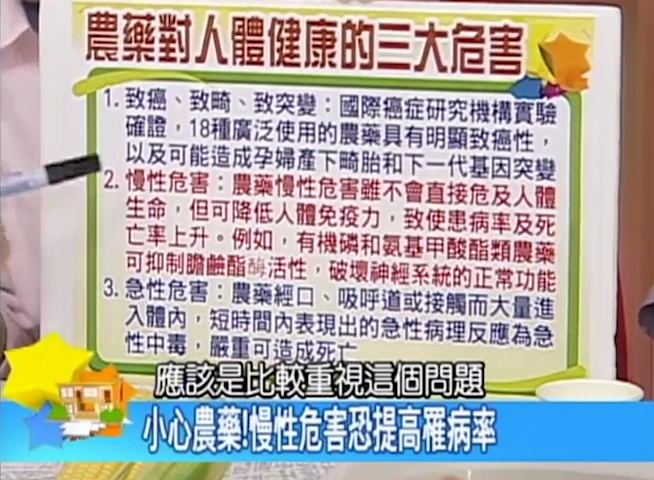 農藥對人體健康的三大危害
1. 致癌、致畸、致突變：國際癌症研究機構實驗
確證，18種廣泛使用的農藥具有明顯致癌性，
以及可能造成孕婦產下畸胎和下一代基因突變
2. 慢性危害：農藥慢性危害雖不會直接危及人體
生命，但可降低人體免疫力，致使患病率及死
亡率上升。例如，有機磷和氨基甲酸酯類農藥
可抑制膽鹼酯酶活性，破壞神經系統的正常功能
3. 急性危害：農藥經口、吸呼道或接觸而大量進
入體內，短時間內表現出的急性病理反應為急
性中毒，嚴重可造成死亡
應該是比較重視這個問題
小心農藥!慢性危害恐提高罹病率